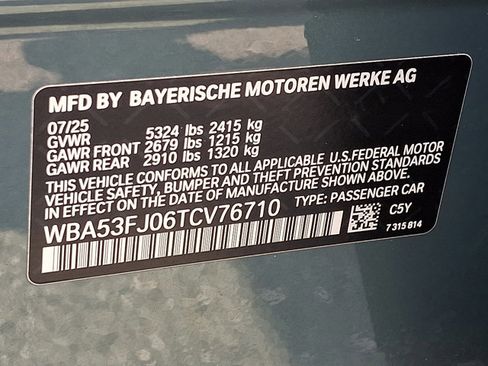 MFD BY BAYERISCHE MOTOREN WERKE AG
07/25
GVWR 5324 lbs 2415 kg
GAWR FRONT 2679 lbs 1215 kg
GAWR REAR 2910 lbs 1320 kg
THIS VEHICLE CONFORMS TO ALL APPLICABLE U.S.FEDERAL MOTOR
VEHICLE SAFETY, BUMPER AND THEFT PREVENTION STANDARDS
IN EFFECT ON THE DATE OF MANUFACTURE SHOWN ABOVE.
WBA53FJ06TCV76710 TYPE: PASSENGER CAR
C5Y
7 315 814